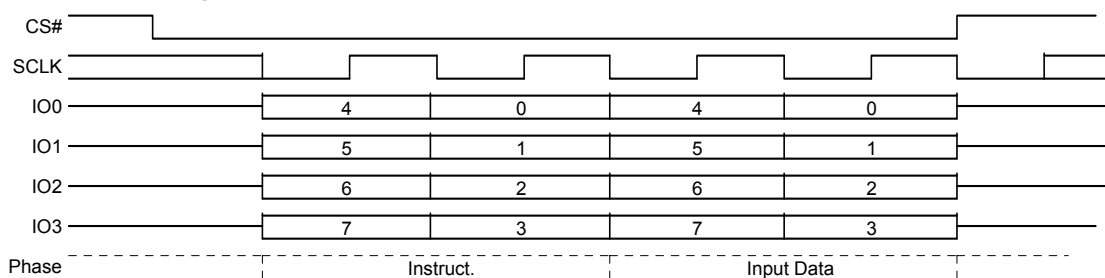 CS#
SCLK
IO0 4 0 4 0
IO1 5 1 5 1
IO2 6 2 6 2
IO3 7 3 7 3
Phase Instruct. Input Data